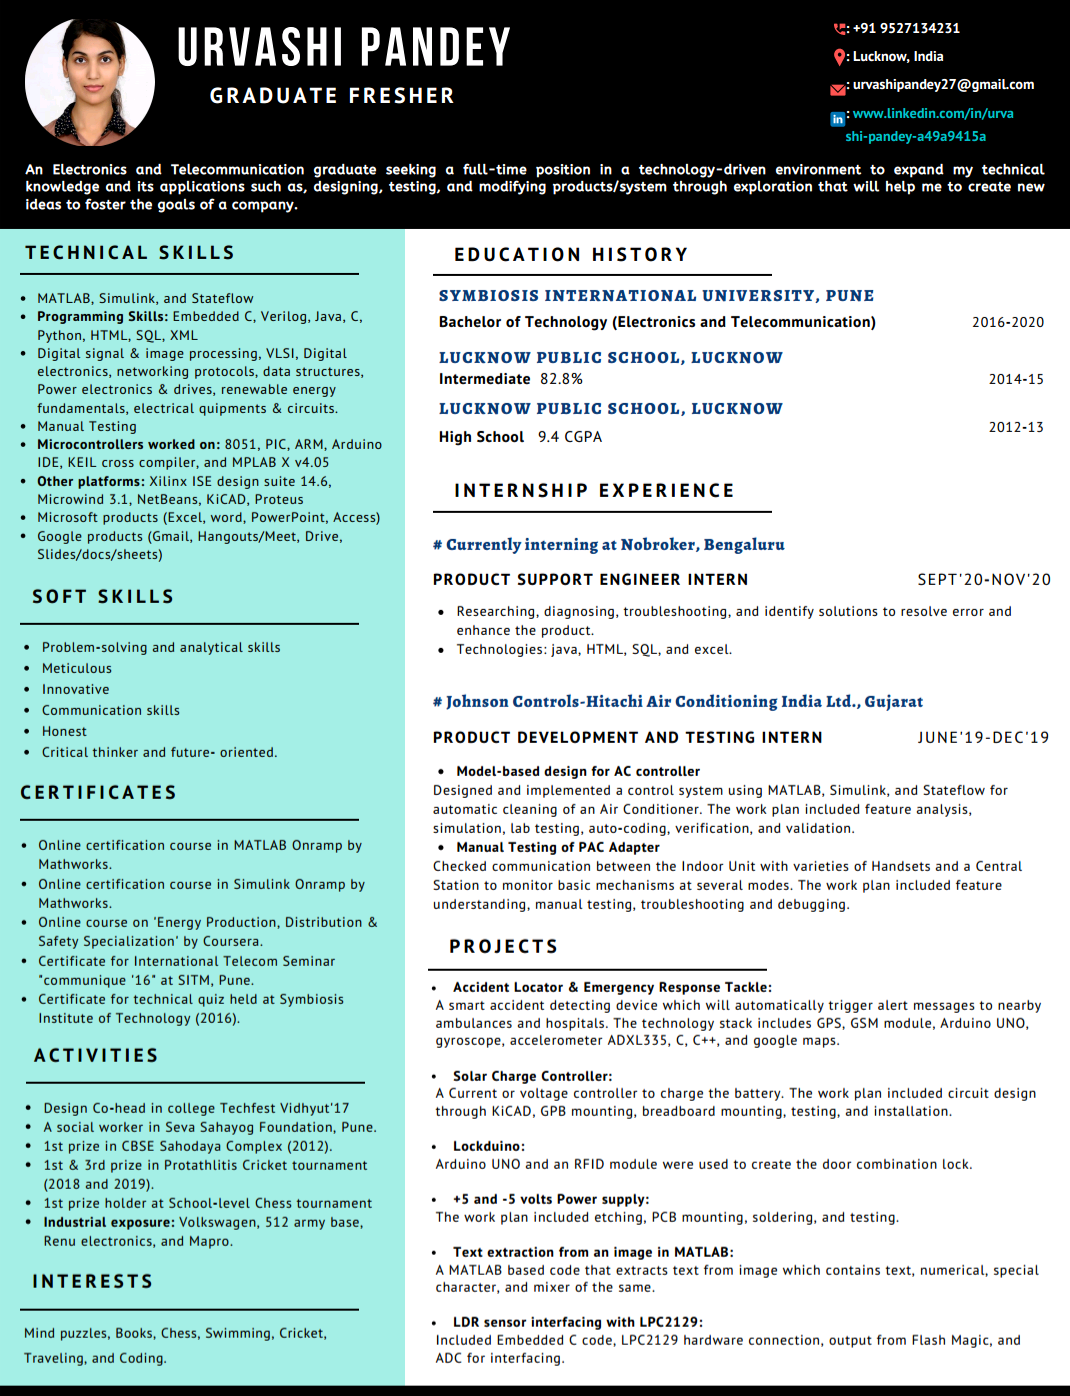 URVASHI PANDEY
GRADUATE FRESHER
: +91 9527134231
: Lucknow, India
: urvashipandey27@gmail.com
in : www.linkedin.com/in/urva
shi-pandey-a49a9415a
An Electronics and Telecommunication graduate seeking a full-time position in a technology-driven environment to expand my technical
knowledge and its applications such as, designing, testing, and modifying products/system through exploration that will help me to create new
ideas to foster the goals of a company.
TECHNICAL SKILLS
• MATLAB, Simulink, and Stateflow
• Programming Skills: Embedded C, Verilog, Java, C,
Python, HTML, SQL, XML
• Digital signal & image processing, VLSI, Digital
electronics, networking protocols, data structures,
Power electronics & drives, renewable energy
fundamentals, electrical quipments & circuits.
• Manual Testing
• Microcontrollers worked on: 8051, PIC, ARM, Arduino
IDE, KEIL cross compiler, and MPLAB X v4.05
• Other platforms: Xilinx ISE design suite 14.6,
Microwind 3.1, NetBeans, KiCAD, Proteus
• Microsoft products (Excel, word, PowerPoint, Access)
• Google products (Gmail, Hangouts/Meet, Drive,
Slides/docs/sheets)
SOFT SKILLS
• Problem-solving and analytical skills
• Meticulous
• Innovative
• Communication skills
• Honest
• Critical thinker and future- oriented.
CERTIFICATES
• Online certification course in MATLAB Onramp by
Mathworks.
• Online certification course in Simulink Onramp by
Mathworks.
• Online course on 'Energy Production, Distribution &
Safety Specialization' by Coursera.
• Certificate for International Telecom Seminar
"communique '16" at SITM, Pune.
• Certificate for technical quiz held at Symbiosis
Institute of Technology (2016).
ACTIVITIES
• Design Co-head in college Techfest Vidhyut'17
• A social worker in Seva Sahayog Foundation, Pune.
• 1st prize in CBSE Sahodaya Complex (2012).
• 1st & 3rd prize in Protathlitis Cricket tournament
(2018 and 2019).
• 1st prize holder at School-level Chess tournament
• Industrial exposure: Volkswagen, 512 army base,
Renu electronics, and Mapro.
INTERESTS
Mind puzzles, Books, Chess, Swimming, Cricket,
Traveling, and Coding.
EDUCATION HISTORY
SYMBIOSIS INTERNATIONAL UNIVERSITY, PUNE
Bachelor of Technology (Electronics and Telecommunication) 2016-2020
LUCKNOW PUBLIC SCHOOL, LUCKNOW
Intermediate 82.8% 2014-15
LUCKNOW PUBLIC SCHOOL, LUCKNOW
High School 9.4 CGPA 2012-13
INTERNSHIP EXPERIENCE
# Currently interning at Nobroker, Bengaluru
PRODUCT SUPPORT ENGINEER INTERN SEPT'20-NOV'20
• Researching, diagnosing, troubleshooting, and identify solutions to resolve error and
enhance the product.
• Technologies: java, HTML, SQL, and excel.
# Johnson Controls-Hitachi Air Conditioning India Ltd., Gujarat
PRODUCT DEVELOPMENT AND TESTING INTERN JUNE'19-DEC'19
• Model-based design for AC controller
Designed and implemented a control system using MATLAB, Simulink, and Stateflow for
automatic cleaning of an Air Conditioner. The work plan included feature analysis,
simulation, lab testing, auto-coding, verification, and validation.
• Manual Testing of PAC Adapter
Checked communication between the Indoor Unit with varieties of Handsets and a Central
Station to monitor basic mechanisms at several modes. The work plan included feature
understanding, manual testing, troubleshooting and debugging.
PROJECTS
• Accident Locator & Emergency Response Tackle:
A smart accident detecting device which will automatically trigger alert messages to nearby
ambulances and hospitals. The technology stack includes GPS, GSM module, Arduino UNO,
gyroscope, accelerometer ADXL335, C, C++, and google maps.
• Solar Charge Controller:
A Current or voltage controller to charge the battery. The work plan included circuit design
through KiCAD, GPB mounting, breadboard mounting, testing, and installation.
• Lockduino:
Arduino UNO and an RFID module were used to create the door combination lock.
• +5 and -5 volts Power supply:
The work plan included etching, PCB mounting, soldering, and testing.
• Text extraction from an image in MATLAB:
A MATLAB based code that extracts text from image which contains text, numerical, special
character, and mixer of the same.
• LDR sensor interfacing with LPC2129:
Included Embedded C code, LPC2129 hardware connection, output from Flash Magic, and
ADC for interfacing.